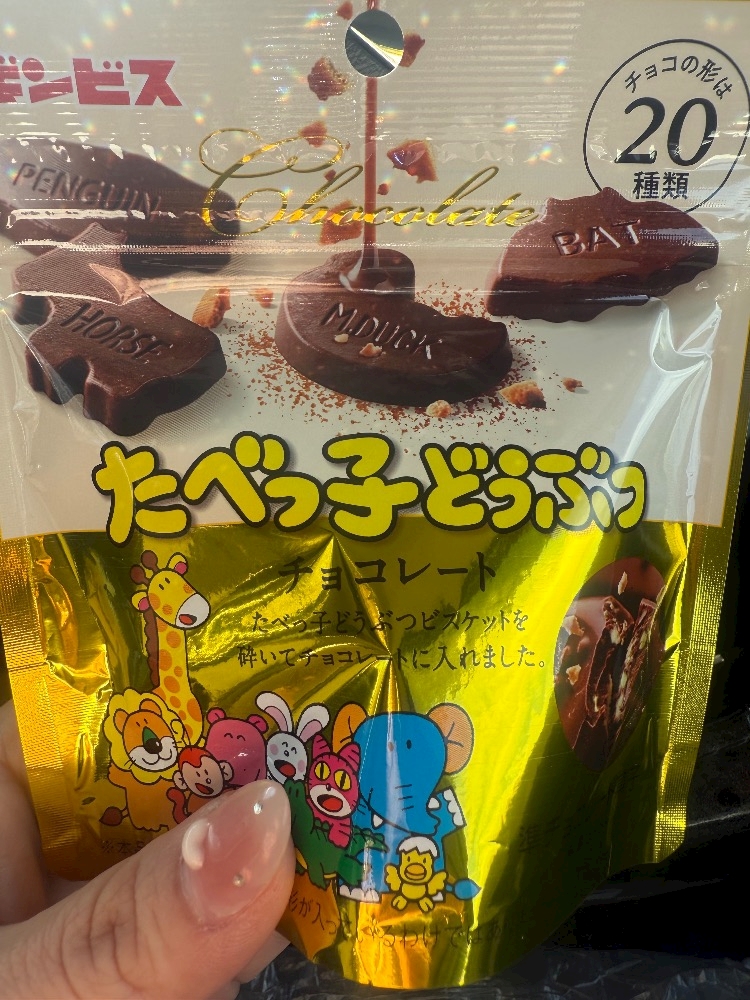 ギンビス
チョコの形は
20
種類
Chocolate
PENGUIN
BAT
HORSE
M.DUCK
たべっ子どうぶつ
チョコレート
たべっ子どうぶつビスケットを
砕いてチョコレートに入れました。